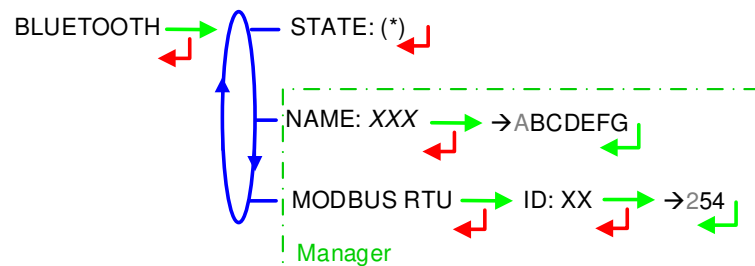 BLUETOOTH STATE: (*)
NAME: XXX →ABCDEFG
MODBUS RTU ID: XX →254
Manager